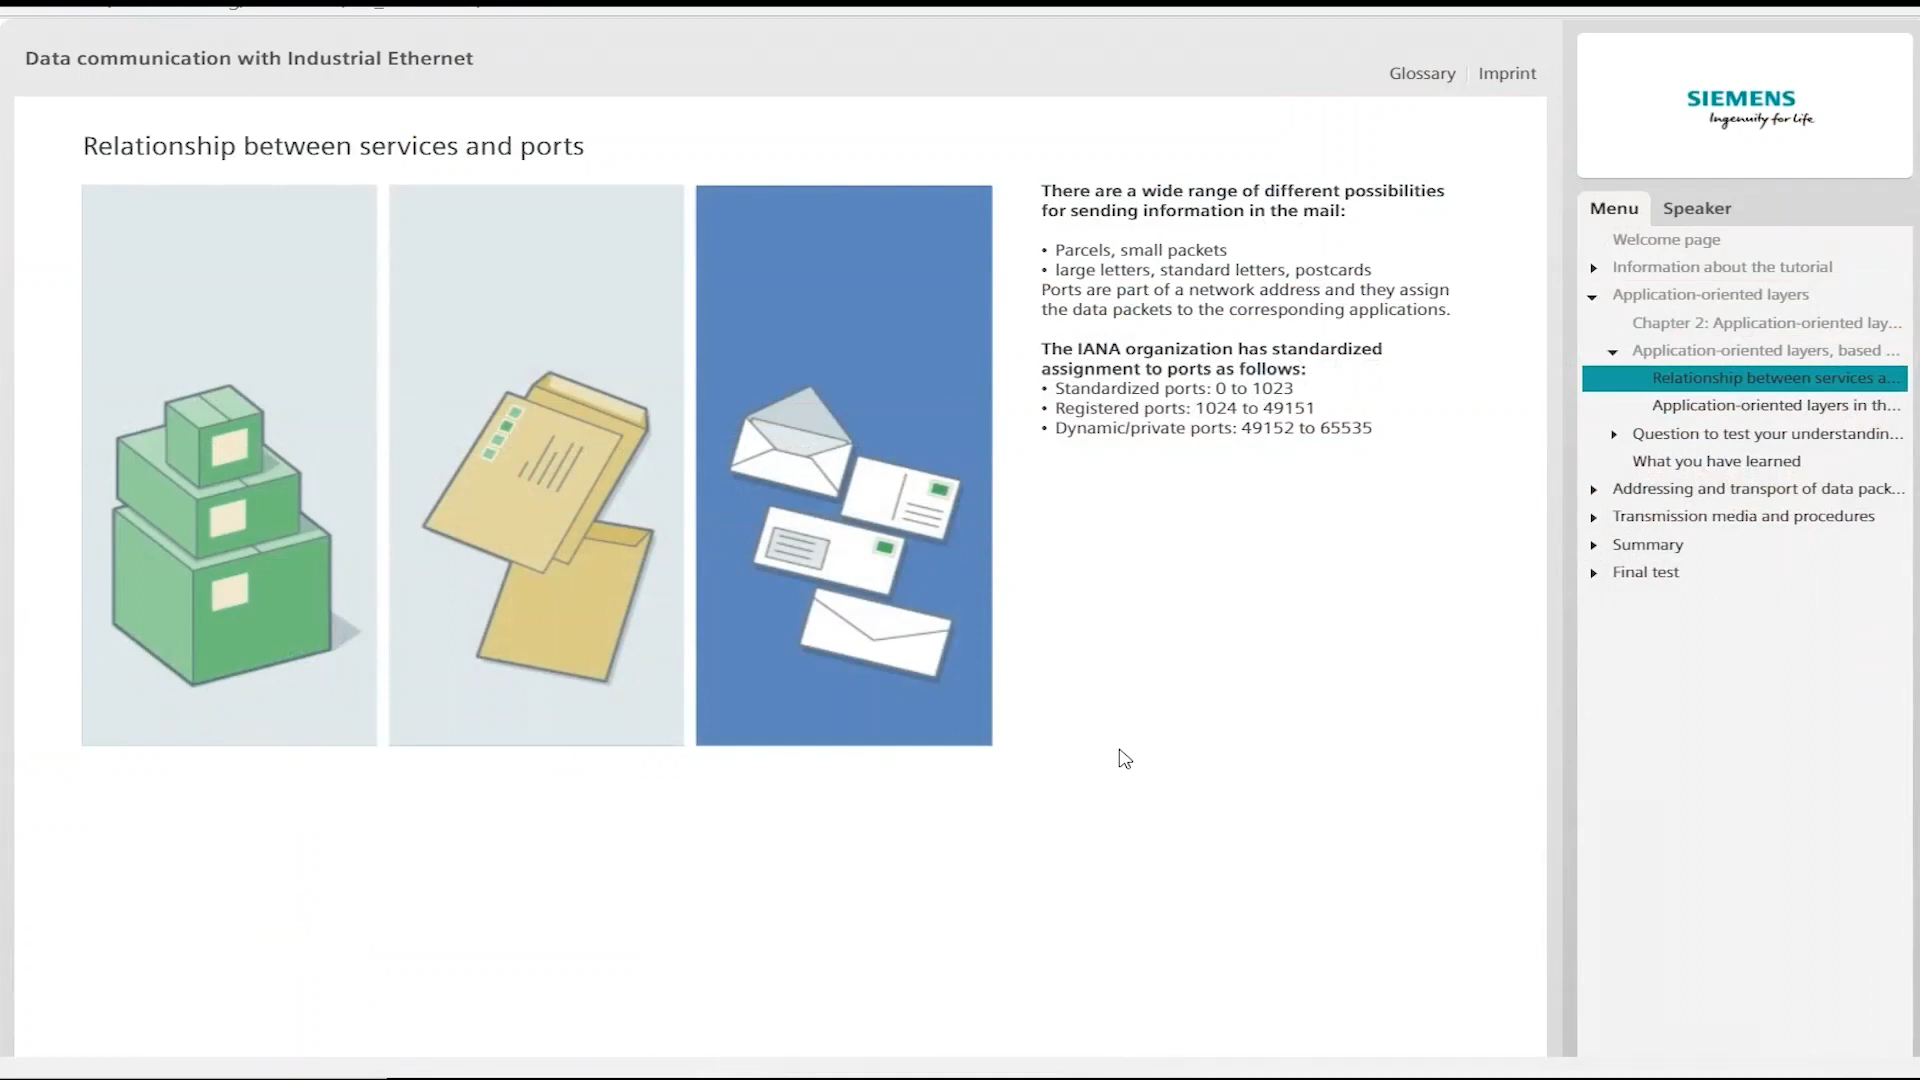 Data communication with Industrial Ethernet
Glossary
Imprint
Relationship between services and ports
There are a wide range of different possibilities
for sending information in the mail:
• Parcels, small packets
• large letters, standard letters, postcards
Ports are part of a network address and they assign
the data packets to the corresponding applications.
The IANA organization has standardized
assignment to ports as follows:
• Standardized ports: 0 to 1023
• Registered ports: 1024 to 49151
• Dynamic/private ports: 49152 to 65535
SIEMENS
Ingenuity for life
Menu
Speaker
Welcome page
Information about the tutorial
Application-oriented layers
Chapter 2: Application-oriented lay...
Application-oriented layers, based ...
Relationship between services a...
Application-oriented layers in th...
Question to test your understandin...
What you have learned
Addressing and transport of data pack...
Transmission media and procedures
Summary
Final test